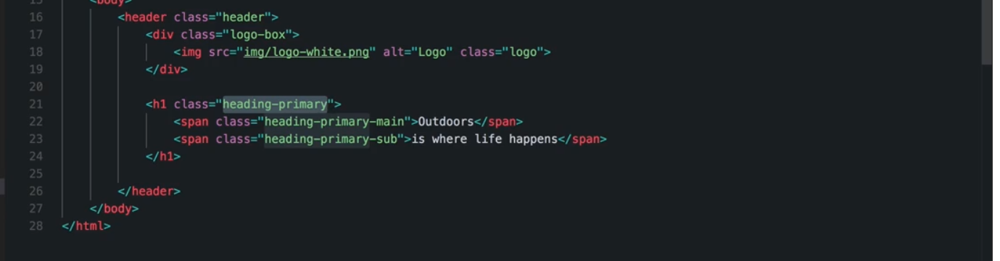 15 <body>
16 <header class="header">
17 <div class="logo-box">
18 <img src="img/logo-white.png" alt="Logo" class="logo">
19 </div>
20
21 <h1 class="heading-primary">
22 <span class="heading-primary-main">Outdoors</span>
23 <span class="heading-primary-sub">is where life happens</span>
24 </h1>
25
26 </header>
27 </body>
28 </html>